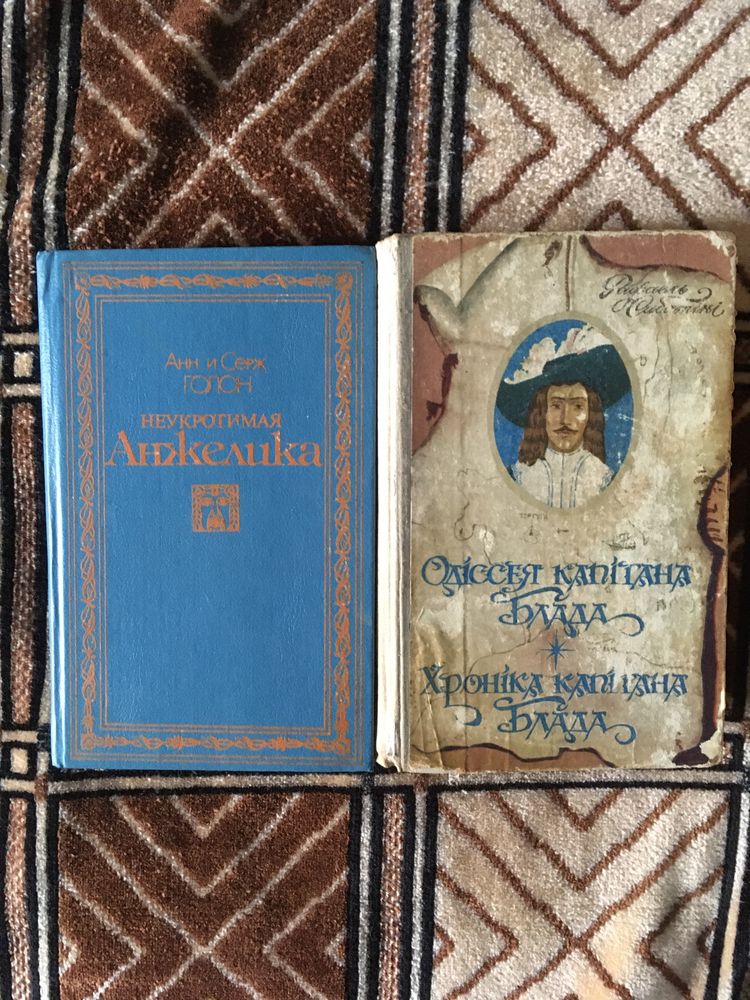 Анн и Серж
ГОЛОН
НЕУКРОТИМАЯ
Анжелика
Рафаель
Сабатіні
Одіссея капітана
Блада
Хроніка капітана
Блада